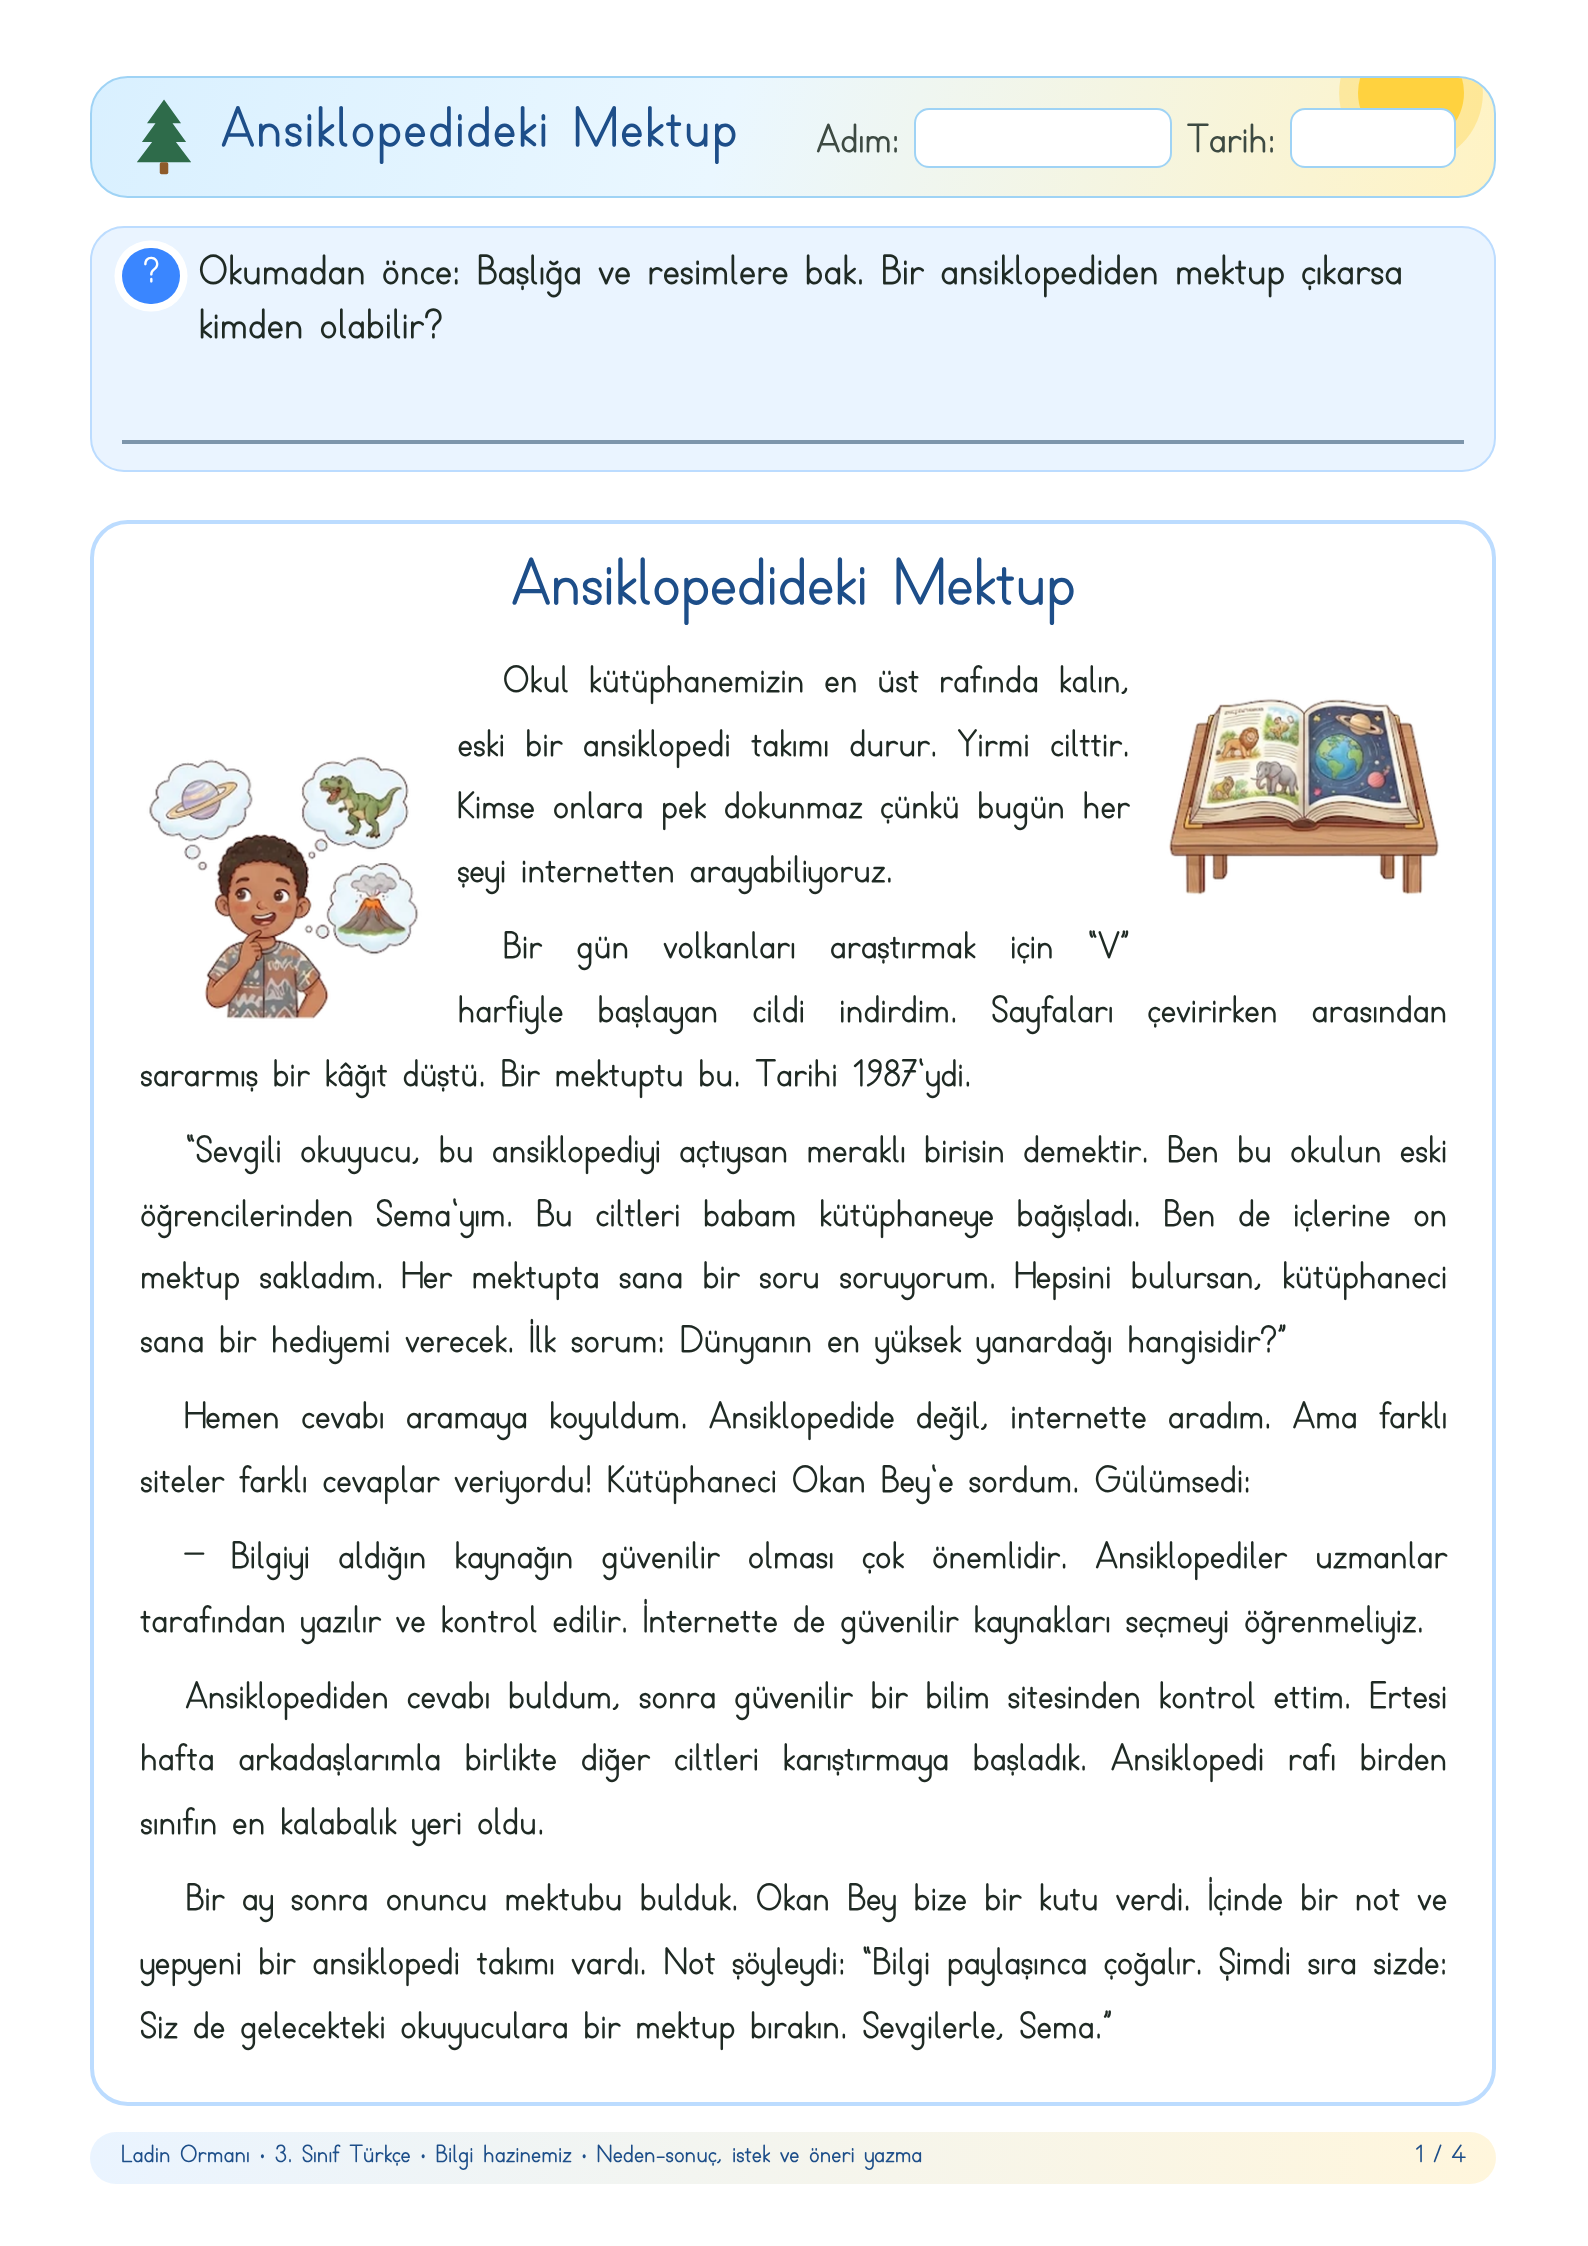 Ansiklopedideki Mektup
Adım:
Tarih:
?
Okumadan önce: Başlığa ve resimlere bak. Bir ansiklopediden mektup çıkarsa
kimden olabilir?
Ansiklopedideki Mektup
Okul kütüphanemizin en üst rafında kalın,
eski bir ansiklopedi takımı durur. Yirmi cilttir.
Kimse onlara pek dokunmaz çünkü bugün her
şeyi internetten arayabiliyoruz.
Bir gün volkanları araştırmak için “V”
harfiyle başlayan cildi indirdim. Sayfaları çevirirken arasından
sararmış bir kâğıt düştü. Bir mektuptu bu. Tarihi 1987‘ydi.
“Sevgili okuyucu, bu ansiklopediyi açtıysan meraklı birisin demektir. Ben bu okulun eski
öğrencilerinden Sema‘yım. Bu ciltleri babam kütüphaneye bağışladı. Ben de içlerine on
mektup sakladım. Her mektupta sana bir soru soruyorum. Hepsini bulursan, kütüphaneci
sana bir hediyemi verecek. İlk sorum: Dünyanın en yüksek yanardağı hangisidir?”
Hemen cevabı aramaya koyuldum. Ansiklopedide değil, internette aradım. Ama farklı
siteler farklı cevaplar veriyordu! Kütüphaneci Okan Bey‘e sordum. Gülümsedi:
– Bilgiyi aldığın kaynağın güvenilir olması çok önemlidir. Ansiklopediler uzmanlar
tarafından yazılır ve kontrol edilir. İnternette de güvenilir kaynakları seçmeyi öğrenmeliyiz.
Ansiklopediden cevabı buldum, sonra güvenilir bir bilim sitesinden kontrol ettim. Ertesi
hafta arkadaşlarımla birlikte diğer ciltleri karıştırmaya başladık. Ansiklopedi rafı birden
sınıfın en kalabalık yeri oldu.
Bir ay sonra onuncu mektubu bulduk. Okan Bey bize bir kutu verdi. İçinde bir not ve
yepyeni bir ansiklopedi takımı vardı. Not şöyleydi: “Bilgi paylaşınca çoğalır. Şimdi sıra sizde:
Siz de gelecekteki okuyuculara bir mektup bırakın. Sevgilerle, Sema.”
Ladin Ormanı • 3. Sınıf Türkçe • Bilgi hazinemiz • Neden-sonuç, istek ve öneri yazma
1 / 4